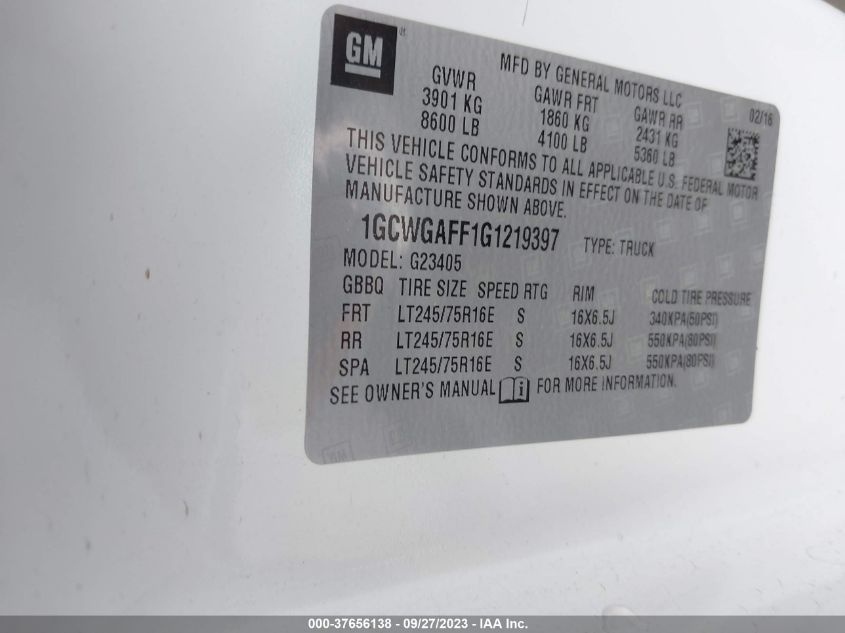 GM
MFD BY GENERAL MOTORS LLC
02/16
GVWR GAWR FRT GAWR RR
3901 KG 1860 KG 2431 KG
8600 LB 4100 LB 5360 LB
THIS VEHICLE CONFORMS TO ALL APPLICABLE U.S. FEDERAL MOTOR
VEHICLE SAFETY STANDARDS IN EFFECT ON THE DATE OF
MANUFACTURE SHOWN ABOVE.
1GCWGAFF1G1219397 TYPE: TRUCK
MODEL: G23405
GBBQ TIRE SIZE SPEED RTG RIM COLD TIRE PRESSURE
FRT LT245/75R16E S 16X6.5J 340KPA(50PSI)
RR LT245/75R16E S 16X6.5J 550KPA(80PSI)
SPA LT245/75R16E S 16X6.5J 550KPA(80PSI)
SEE OWNER'S MANUAL i FOR MORE INFORMATION.
000-37656138 - 09/27/2023 - IAA Inc.